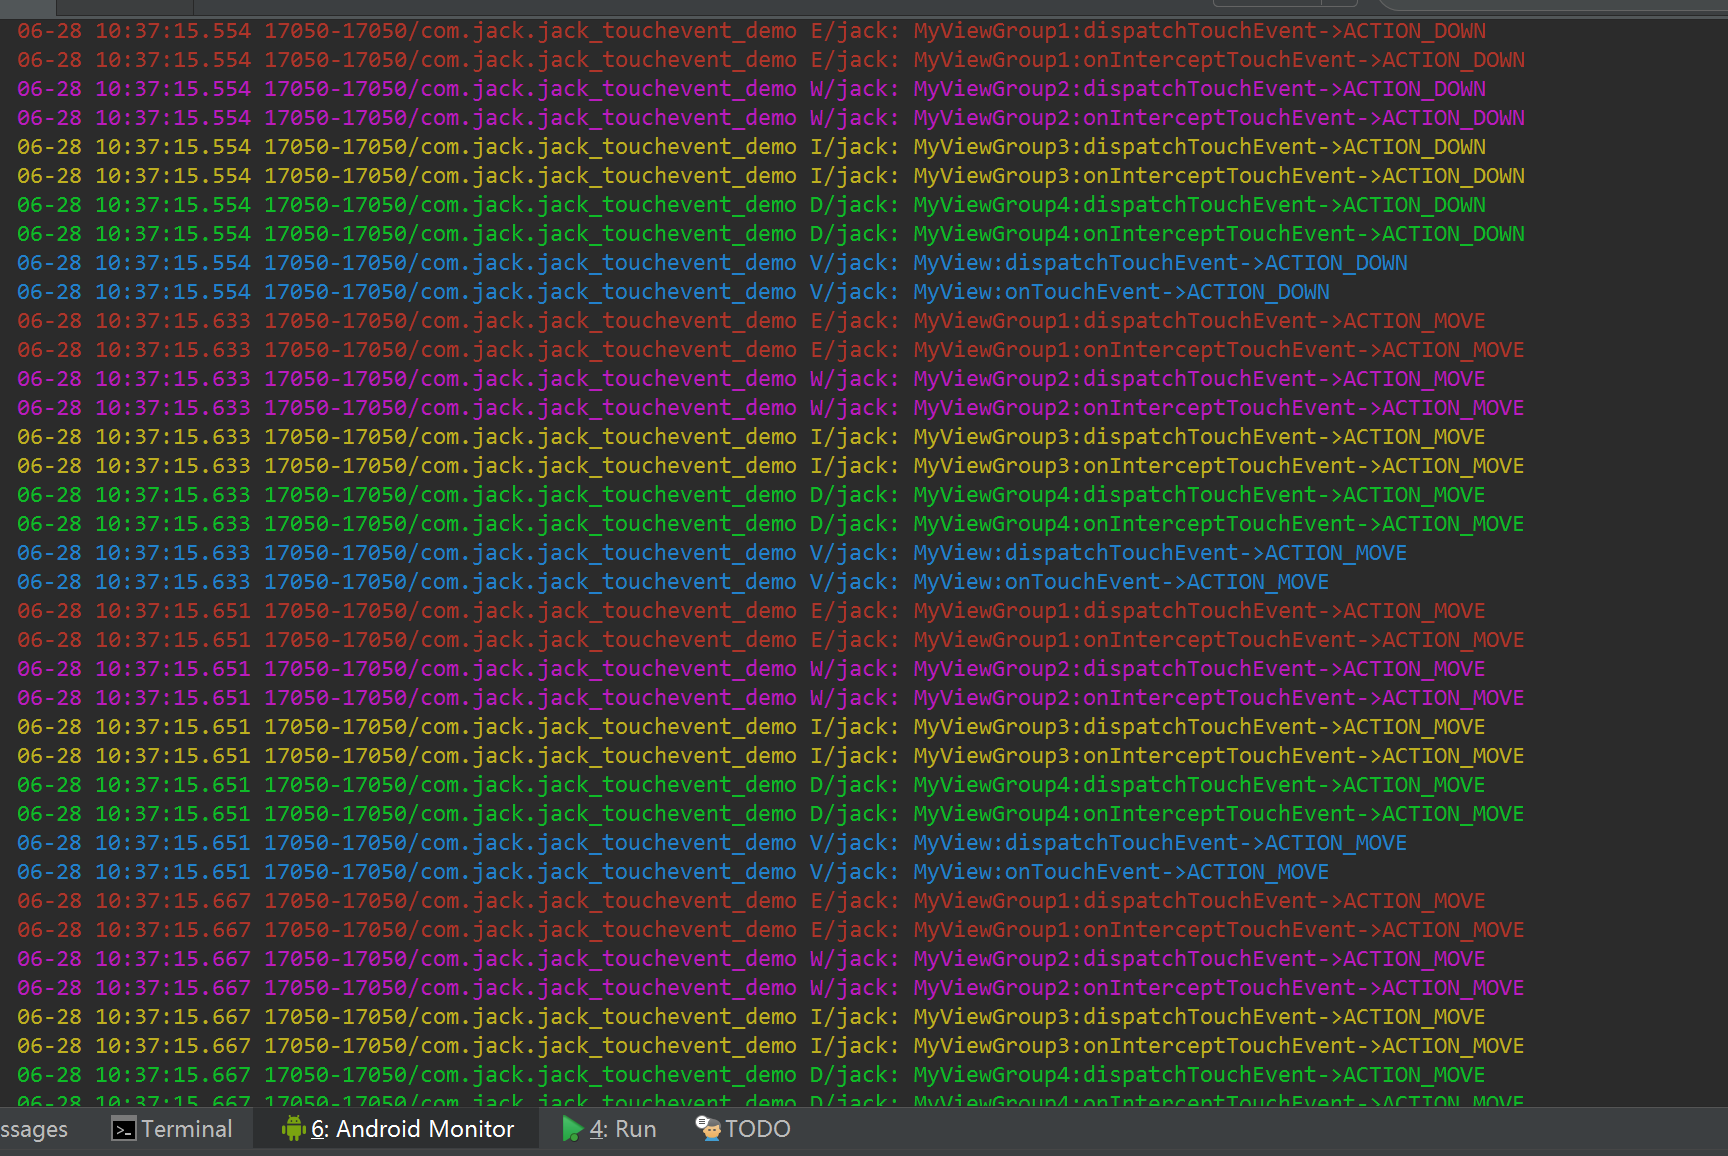 06-28 10:37:15.554 17050-17050/com.jack.jack_touchevent_demo E/jack: MyViewGroup1:dispatchTouchEvent->ACTION_DOWN
06-28 10:37:15.554 17050-17050/com.jack.jack_touchevent_demo E/jack: MyViewGroup1:onInterceptTouchEvent->ACTION_DOWN
06-28 10:37:15.554 17050-17050/com.jack.jack_touchevent_demo W/jack: MyViewGroup2:dispatchTouchEvent->ACTION_DOWN
06-28 10:37:15.554 17050-17050/com.jack.jack_touchevent_demo W/jack: MyViewGroup2:onInterceptTouchEvent->ACTION_DOWN
06-28 10:37:15.554 17050-17050/com.jack.jack_touchevent_demo I/jack: MyViewGroup3:dispatchTouchEvent->ACTION_DOWN
06-28 10:37:15.554 17050-17050/com.jack.jack_touchevent_demo I/jack: MyViewGroup3:onInterceptTouchEvent->ACTION_DOWN
06-28 10:37:15.554 17050-17050/com.jack.jack_touchevent_demo D/jack: MyViewGroup4:dispatchTouchEvent->ACTION_DOWN
06-28 10:37:15.554 17050-17050/com.jack.jack_touchevent_demo D/jack: MyViewGroup4:onInterceptTouchEvent->ACTION_DOWN
06-28 10:37:15.554 17050-17050/com.jack.jack_touchevent_demo V/jack: MyView:dispatchTouchEvent->ACTION_DOWN
06-28 10:37:15.554 17050-17050/com.jack.jack_touchevent_demo V/jack: MyView:onTouchEvent->ACTION_DOWN
06-28 10:37:15.633 17050-17050/com.jack.jack_touchevent_demo E/jack: MyViewGroup1:dispatchTouchEvent->ACTION_MOVE
06-28 10:37:15.633 17050-17050/com.jack.jack_touchevent_demo E/jack: MyViewGroup1:onInterceptTouchEvent->ACTION_MOVE
06-28 10:37:15.633 17050-17050/com.jack.jack_touchevent_demo W/jack: MyViewGroup2:dispatchTouchEvent->ACTION_MOVE
06-28 10:37:15.633 17050-17050/com.jack.jack_touchevent_demo W/jack: MyViewGroup2:onInterceptTouchEvent->ACTION_MOVE
06-28 10:37:15.633 17050-17050/com.jack.jack_touchevent_demo I/jack: MyViewGroup3:dispatchTouchEvent->ACTION_MOVE
06-28 10:37:15.633 17050-17050/com.jack.jack_touchevent_demo I/jack: MyViewGroup3:onInterceptTouchEvent->ACTION_MOVE
06-28 10:37:15.633 17050-17050/com.jack.jack_touchevent_demo D/jack: MyViewGroup4:dispatchTouchEvent->ACTION_MOVE
06-28 10:37:15.633 17050-17050/com.jack.jack_touchevent_demo D/jack: MyViewGroup4:onInterceptTouchEvent->ACTION_MOVE
06-28 10:37:15.633 17050-17050/com.jack.jack_touchevent_demo V/jack: MyView:dispatchTouchEvent->ACTION_MOVE
06-28 10:37:15.633 17050-17050/com.jack.jack_touchevent_demo V/jack: MyView:onTouchEvent->ACTION_MOVE
06-28 10:37:15.651 17050-17050/com.jack.jack_touchevent_demo E/jack: MyViewGroup1:dispatchTouchEvent->ACTION_MOVE
06-28 10:37:15.651 17050-17050/com.jack.jack_touchevent_demo E/jack: MyViewGroup1:onInterceptTouchEvent->ACTION_MOVE
06-28 10:37:15.651 17050-17050/com.jack.jack_touchevent_demo W/jack: MyViewGroup2:dispatchTouchEvent->ACTION_MOVE
06-28 10:37:15.651 17050-17050/com.jack.jack_touchevent_demo W/jack: MyViewGroup2:onInterceptTouchEvent->ACTION_MOVE
06-28 10:37:15.651 17050-17050/com.jack.jack_touchevent_demo I/jack: MyViewGroup3:dispatchTouchEvent->ACTION_MOVE
06-28 10:37:15.651 17050-17050/com.jack.jack_touchevent_demo I/jack: MyViewGroup3:onInterceptTouchEvent->ACTION_MOVE
06-28 10:37:15.651 17050-17050/com.jack.jack_touchevent_demo D/jack: MyViewGroup4:dispatchTouchEvent->ACTION_MOVE
06-28 10:37:15.651 17050-17050/com.jack.jack_touchevent_demo D/jack: MyViewGroup4:onInterceptTouchEvent->ACTION_MOVE
06-28 10:37:15.651 17050-17050/com.jack.jack_touchevent_demo V/jack: MyView:dispatchTouchEvent->ACTION_MOVE
06-28 10:37:15.651 17050-17050/com.jack.jack_touchevent_demo V/jack: MyView:onTouchEvent->ACTION_MOVE
06-28 10:37:15.667 17050-17050/com.jack.jack_touchevent_demo E/jack: MyViewGroup1:dispatchTouchEvent->ACTION_MOVE
06-28 10:37:15.667 17050-17050/com.jack.jack_touchevent_demo E/jack: MyViewGroup1:onInterceptTouchEvent->ACTION_MOVE
06-28 10:37:15.667 17050-17050/com.jack.jack_touchevent_demo W/jack: MyViewGroup2:dispatchTouchEvent->ACTION_MOVE
06-28 10:37:15.667 17050-17050/com.jack.jack_touchevent_demo W/jack: MyViewGroup2:onInterceptTouchEvent->ACTION_MOVE
06-28 10:37:15.667 17050-17050/com.jack.jack_touchevent_demo I/jack: MyViewGroup3:dispatchTouchEvent->ACTION_MOVE
06-28 10:37:15.667 17050-17050/com.jack.jack_touchevent_demo I/jack: MyViewGroup3:onInterceptTouchEvent->ACTION_MOVE
06-28 10:37:15.667 17050-17050/com.jack.jack_touchevent_demo D/jack: MyViewGroup4:dispatchTouchEvent->ACTION_MOVE
06-28 10:37:15.667 17050-17050/com.jack.jack_touchevent_demo D/jack: MyViewGroup4:onInterceptTouchEvent->ACTION_MOVE
ssages Terminal 6: Android Monitor 4: Run TODO